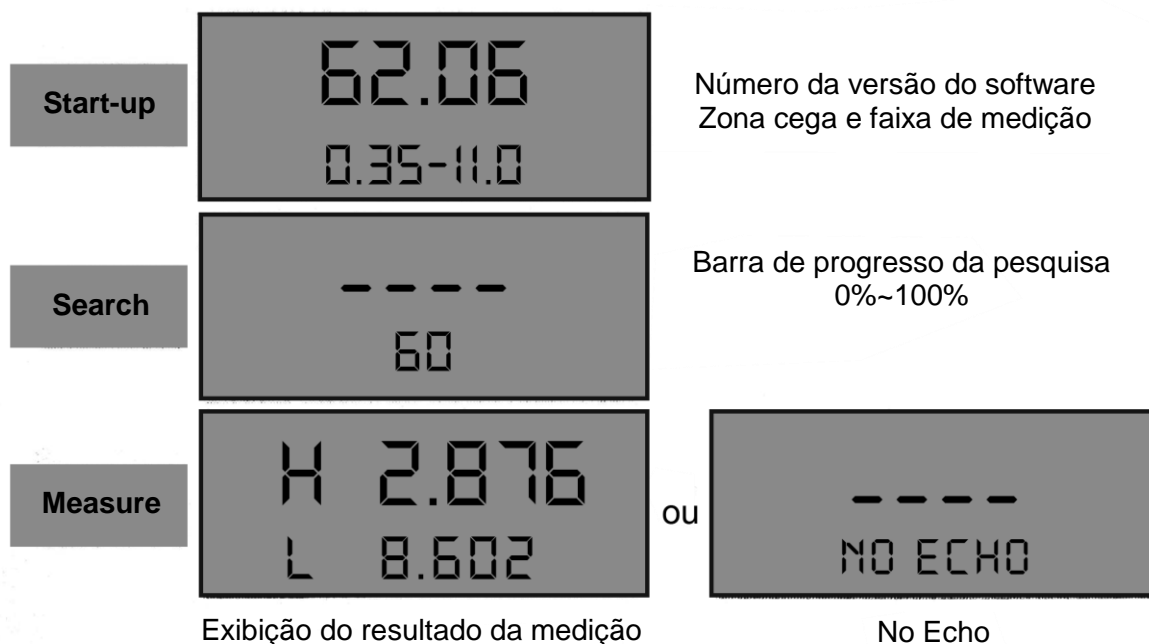 Start-up
62.06
0.35-11.0
Número da versão do software
Zona cega e faixa de medição
Search
----
60
Barra de progresso da pesquisa
0%~100%
Measure
H 2.876
L 8.602
ou
----
NO ECHO
Exibição do resultado da medição
No Echo